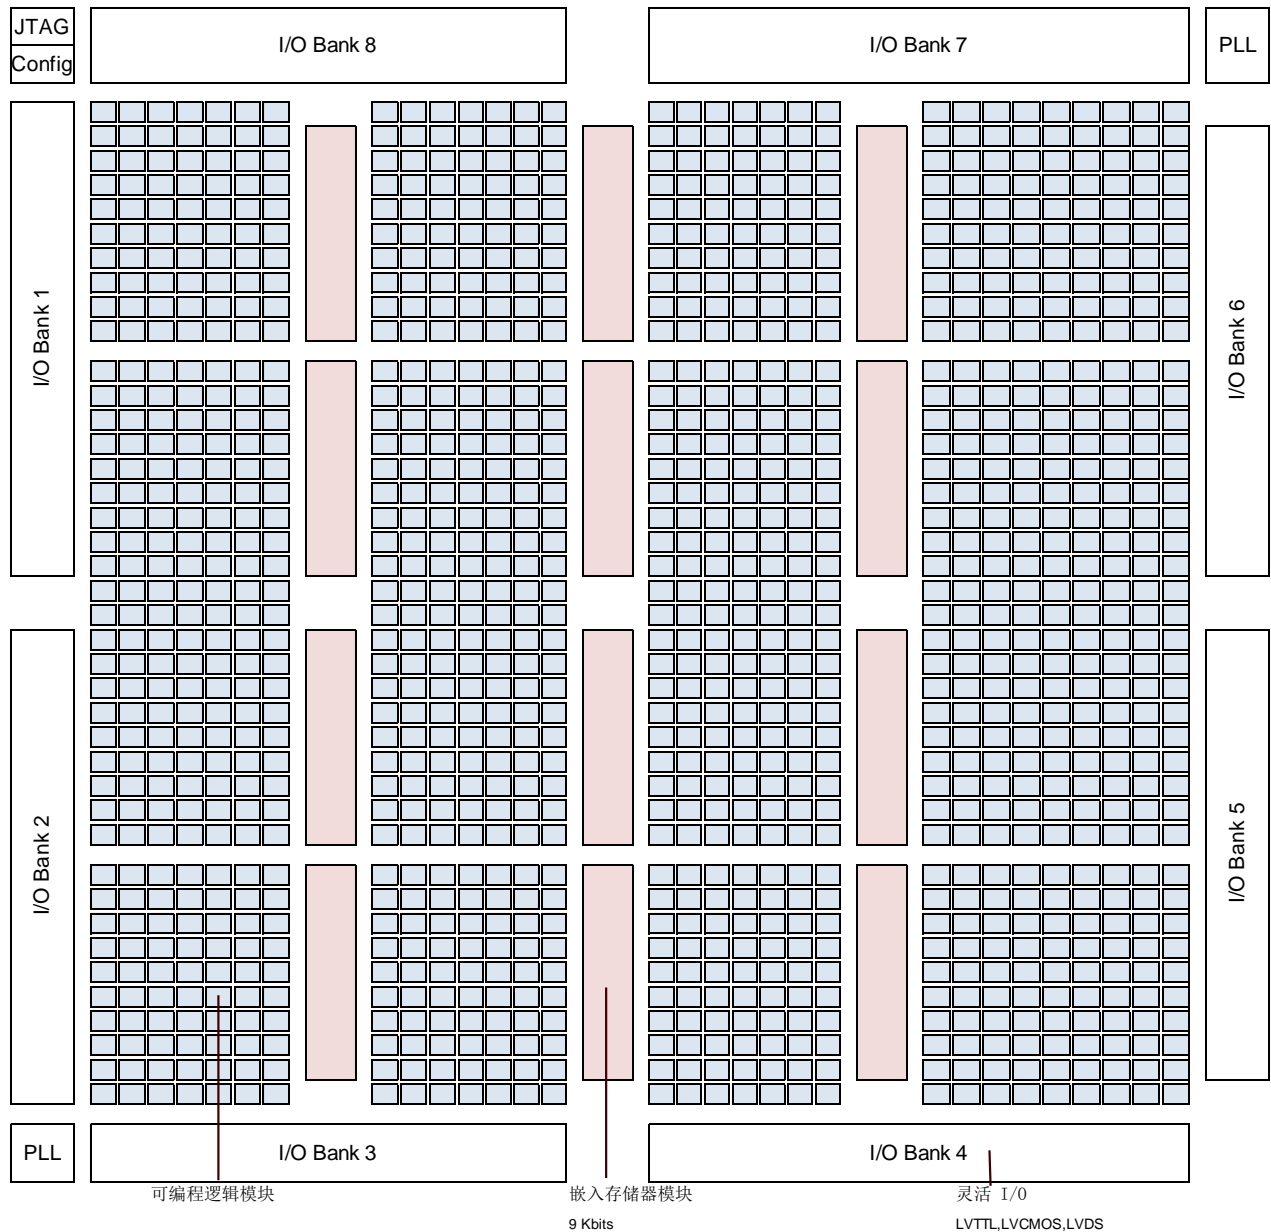 JTAG
Config
I/O Bank 8
I/O Bank 7
PLL
I/O Bank 1
I/O Bank 6
I/O Bank 2
I/O Bank 5
PLL
I/O Bank 3
I/O Bank 4
可编程逻辑模块
嵌入存储器模块
灵活 I/O
9 Kbits
LVTTL,LVCMOS,LVDS